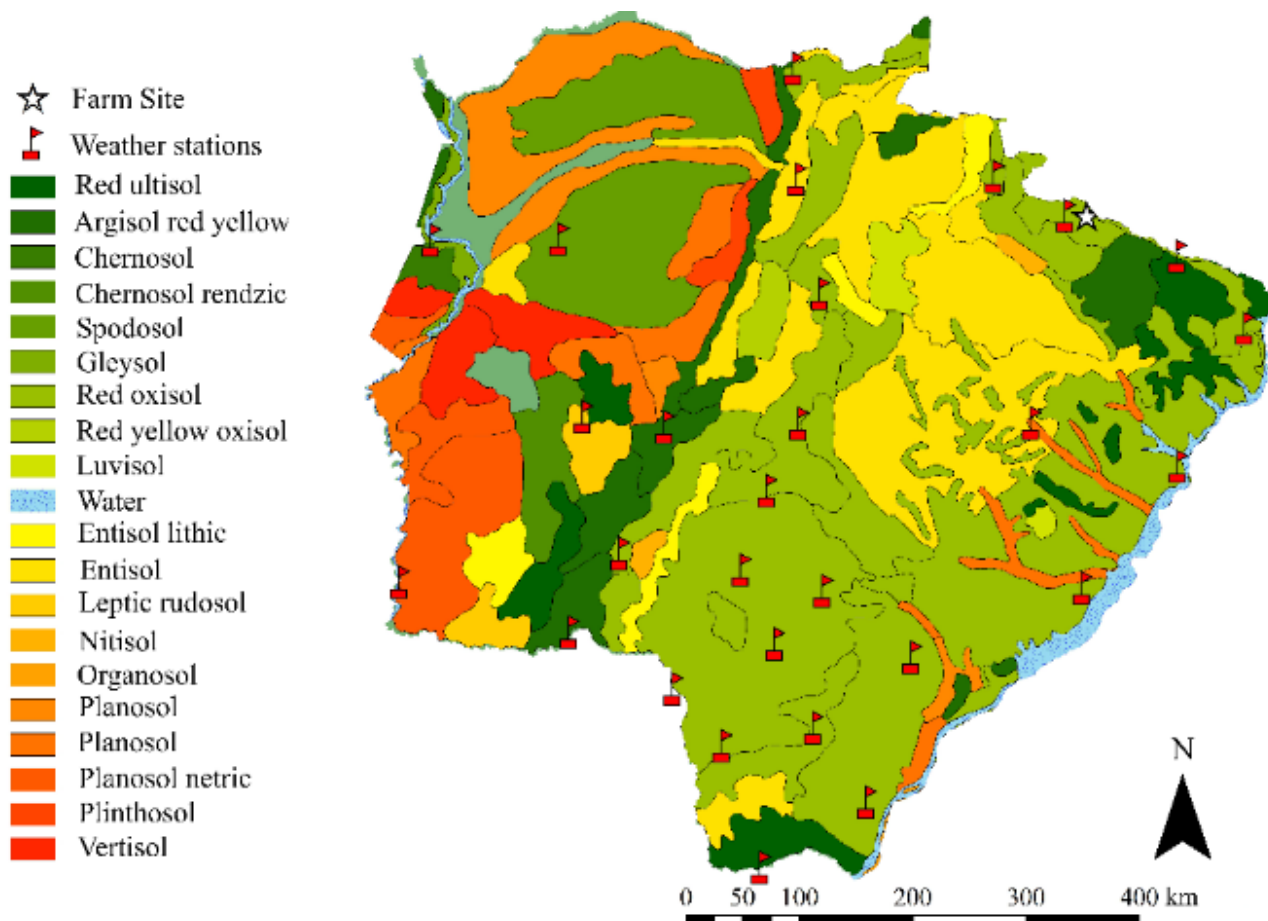 Farm Site
Weather stations
Red ultisol
Argisol red yellow
Chernosol
Chernosol rendzic
Spodosol
Gleysol
Red oxisol
Red yellow oxisol
Luvisol
Water
Entisol lithic
Entisol
Leptic rudosol
Nitisol
Organosol
Planosol
Planosol
Planosol netric
Plinthosol
Vertisol
N
0 50 100 200 300 400 km